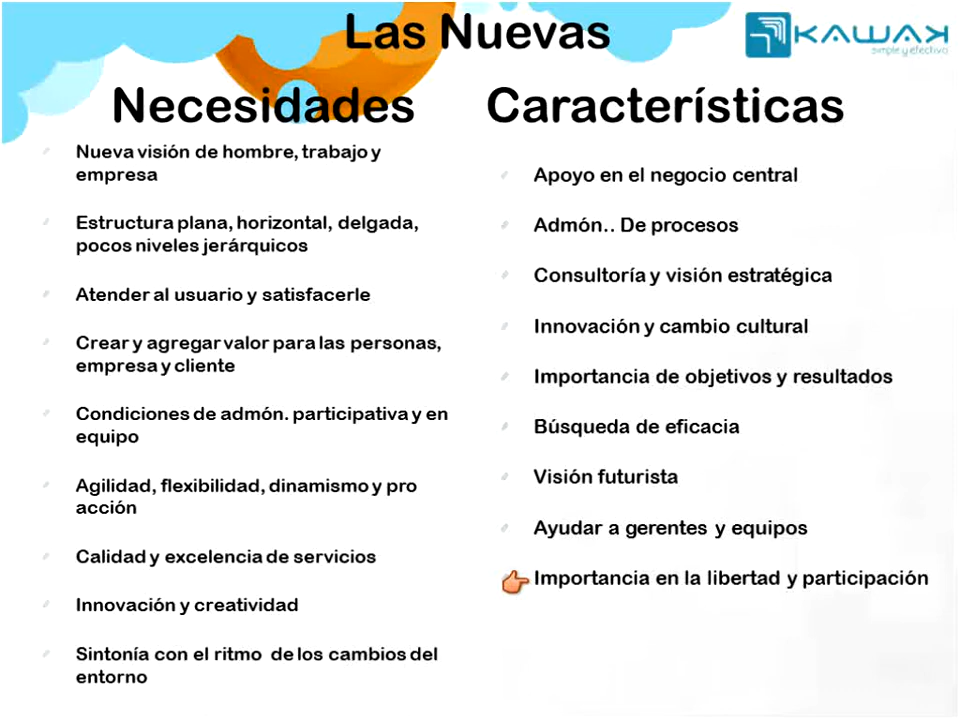 Las Nuevas
KAWAK
simple y efectivo
Necesidades
Nueva visión de hombre, trabajo y
empresa
Estructura plana, horizontal, delgada,
pocos niveles jerárquicos
Atender al usuario y satisfacerle
Crear y agregar valor para las personas,
empresa y cliente
Condiciones de admón. participativa y en
equipo
Agilidad, flexibilidad, dinamismo y pro
acción
Calidad y excelencia de servicios
Innovación y creatividad
Sintonía con el ritmo de los cambios del
entorno
Características
Apoyo en el negocio central
Admón.. De procesos
Consultoría y visión estratégica
Innovación y cambio cultural
Importancia de objetivos y resultados
Búsqueda de eficacia
Visión futurista
Ayudar a gerentes y equipos
Importancia en la libertad y participación